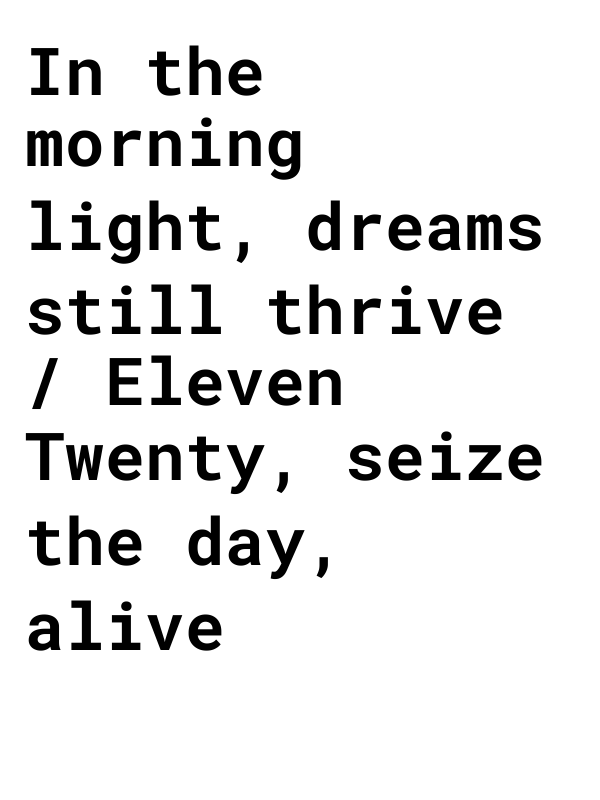 In the
morning
light, dreams
still thrive
/ Eleven
Twenty, seize
the day,
alive